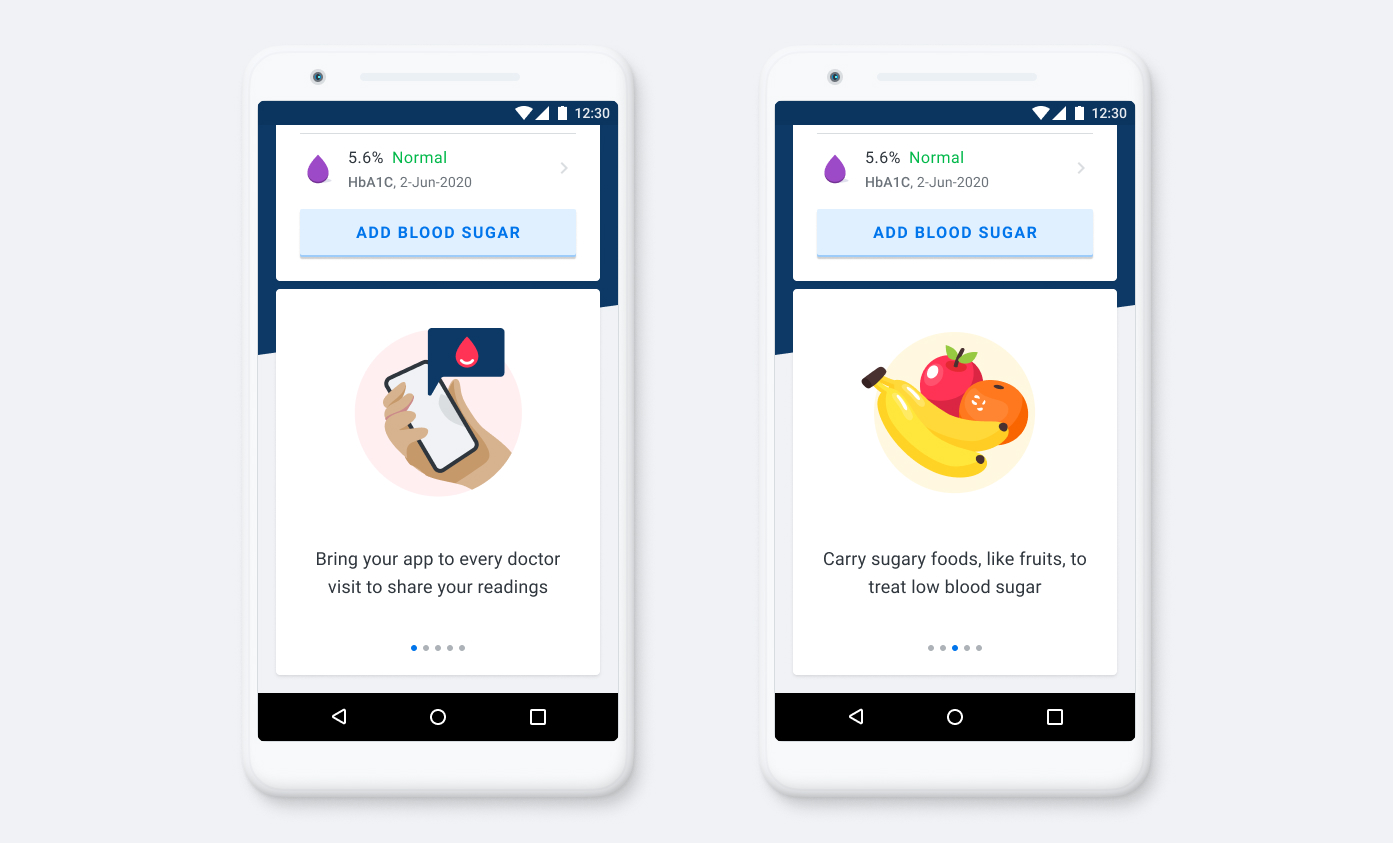 12:30
5.6% Normal
HbA1C, 2-Jun-2020
ADD BLOOD SUGAR
Bring your app to every doctor
visit to share your readings
12:30
5.6% Normal
HbA1C, 2-Jun-2020
ADD BLOOD SUGAR
Carry sugary foods, like fruits, to
treat low blood sugar